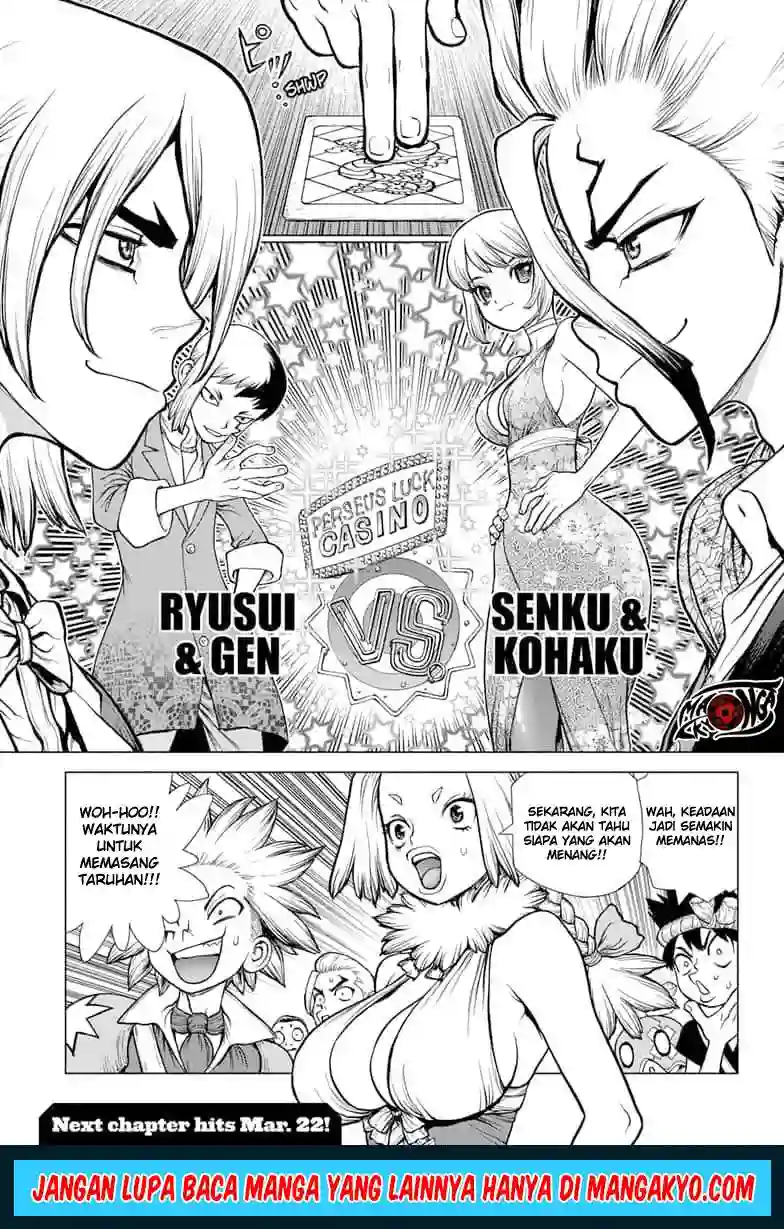 ピッ
SHWP
PERSEUS LUCK
CASINO
RYUSUI
& GEN
VS.
SENKU &
KOHAKU
MANGA
KYO
WAH, KEADAAN
JADI SEMAKIN
MEMANAS!!
SEKARANG, KITA
TIDAK AKAN TAHU
SIAPA YANG AKAN
MENANG!!
WOH-HOO!!
WAKTUNYA
UNTUK
MEMASANG
TARUHAN!!!
Next chapter hits Mar. 22!
JANGAN LUPA BACA MANGA YANG LAINNYA HANYA DI MANGAKYO.COM